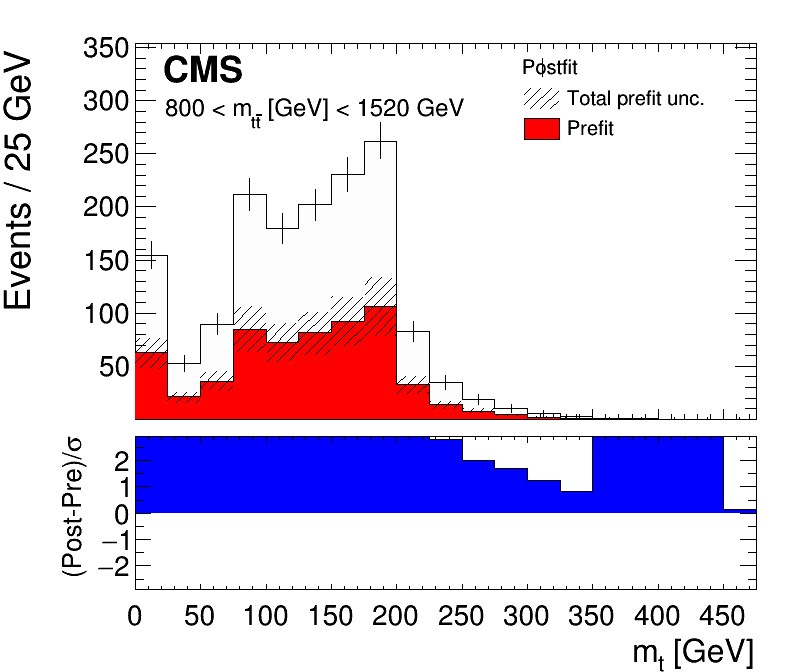 350
300
250
200
150
100
50
Events / 25 GeV
CMS
800 < m_tt̄ [GeV] < 1520 GeV
Postfit
Total prefit unc.
Prefit
(Post-Pre)/σ
2
1
0
−1
−2
0 50 100 150 200 250 300 350 400 450
m_t [GeV]